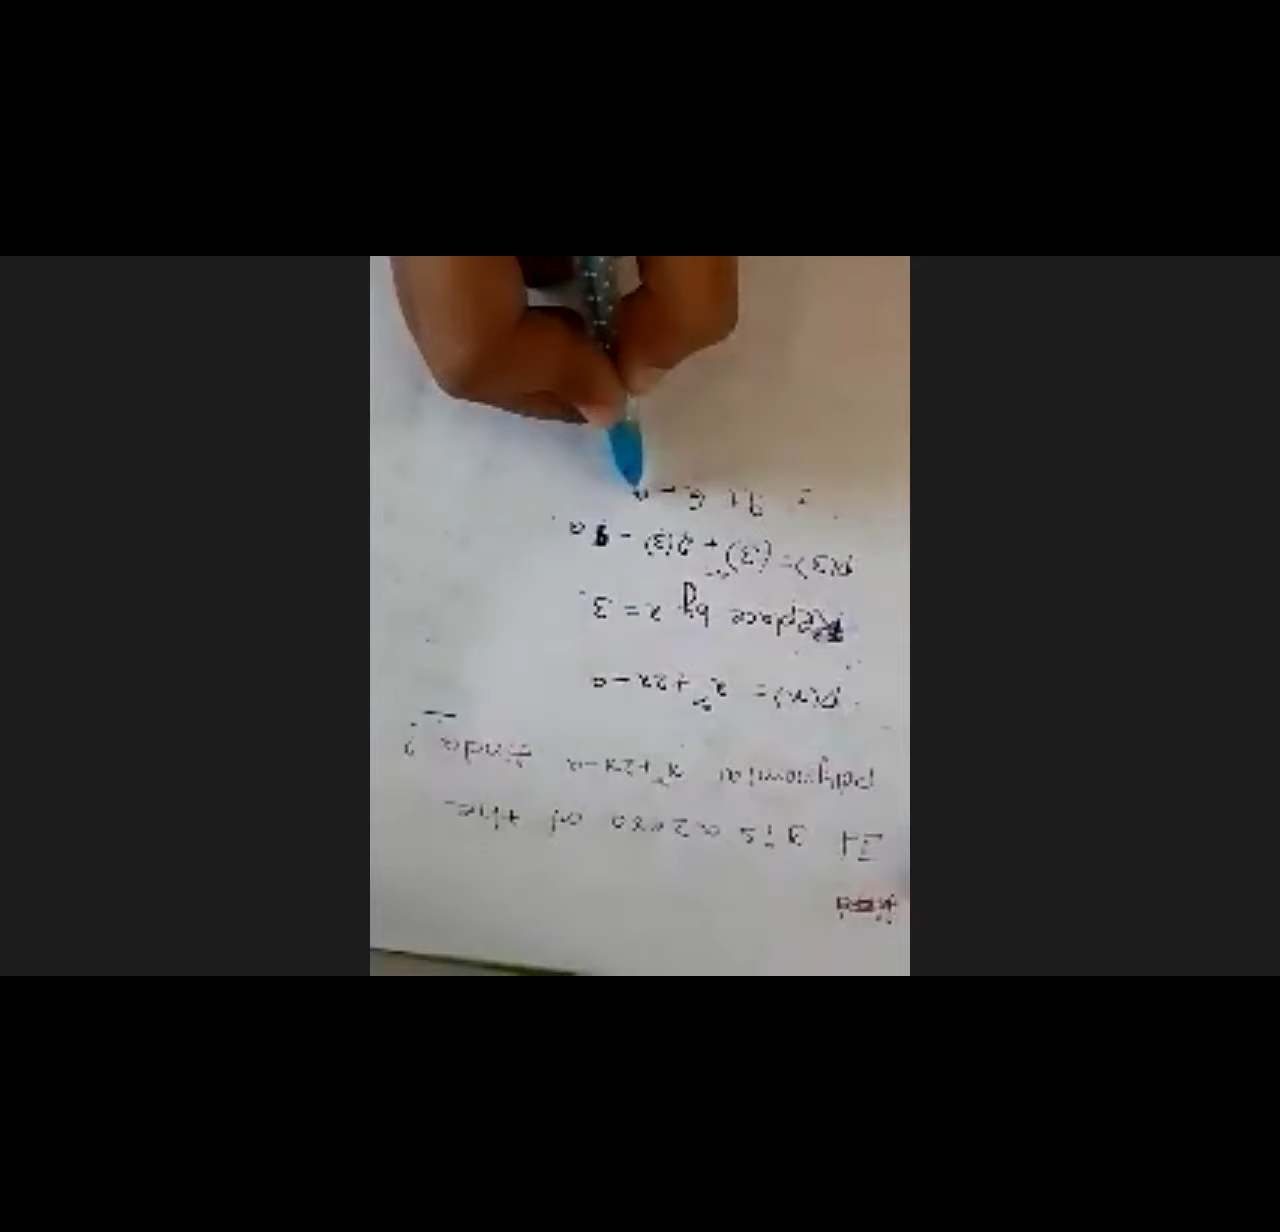 If 3 is a zero of the
polynomial x²+2x-a find a ?
p(x) = x²+2x-a
Replace by x = 3
p(3) = (3)² + 2(3) - a
= 9+6-a